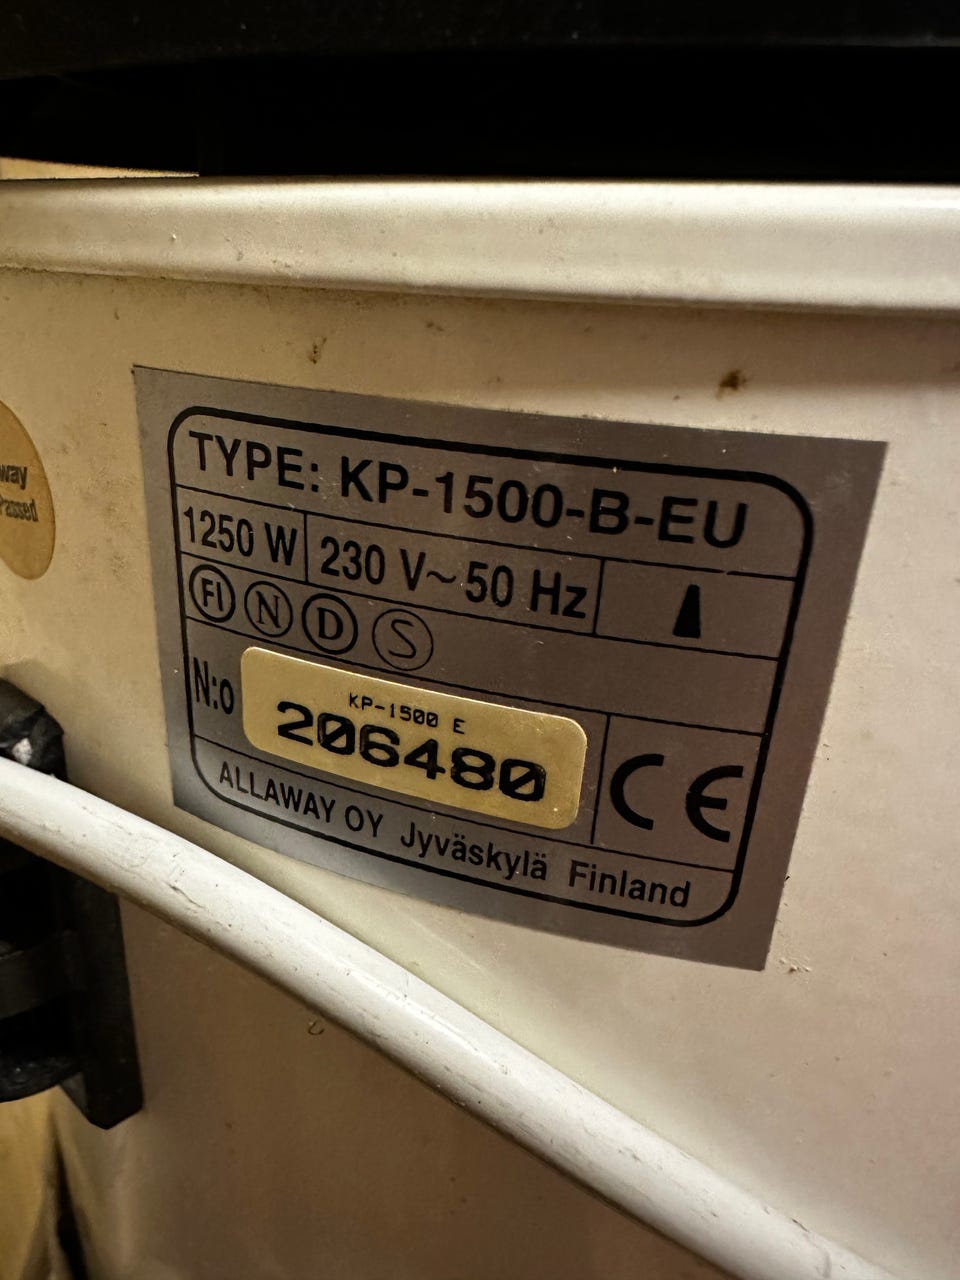 way
Passed
TYPE: KP-1500-B-EU
1250 W 230 V~ 50 Hz
FI N D S
N:o KP-1500 E
206480
CE
ALLAWAY OY Jyväskylä Finland